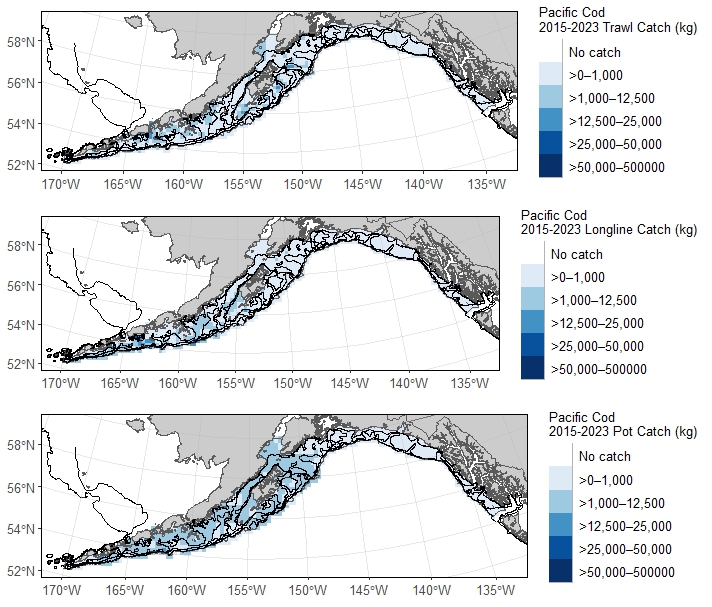 Pacific Cod
2015-2023 Trawl Catch (kg)
No catch
>0–1,000
>1,000–12,500
>12,500–25,000
>25,000–50,000
>50,000–500000
58°N
56°N
54°N
52°N
170°W 165°W 160°W 155°W 150°W 145°W 140°W 135°W
Pacific Cod
2015-2023 Longline Catch (kg)
No catch
>0–1,000
>1,000–12,500
>12,500–25,000
>25,000–50,000
>50,000–500000
58°N
56°N
54°N
52°N
170°W 165°W 160°W 155°W 150°W 145°W 140°W 135°W
Pacific Cod
2015-2023 Pot Catch (kg)
No catch
>0–1,000
>1,000–12,500
>12,500–25,000
>25,000–50,000
>50,000–500000
58°N
56°N
54°N
52°N
170°W 165°W 160°W 155°W 150°W 145°W 140°W 135°W